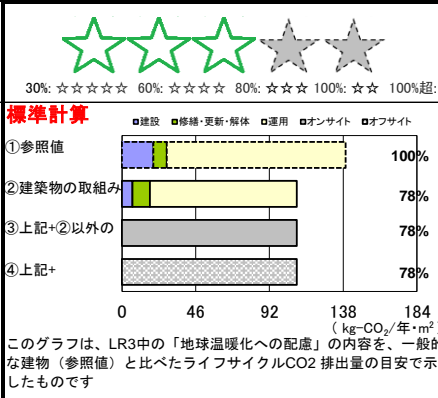 30%: ☆☆☆☆☆ 60%: ☆☆☆☆ 80%: ☆☆☆ 100%: ☆☆ 100%超:
標準計算
■建設 ■修繕・更新・解体 □運用 ■オンサイト ■オフサイト
①参照値 100%
②建築物の取組み 78%
③上記+②以外の 78%
④上記+ 78%
0 46 92 138 184
( kg-CO₂/年・m²
このグラフは、LR3中の「地球温暖化への配慮」の内容を、一般的
な建物（参照値）と比べたライフサイクルCO2 排出量の目安で示
したものです